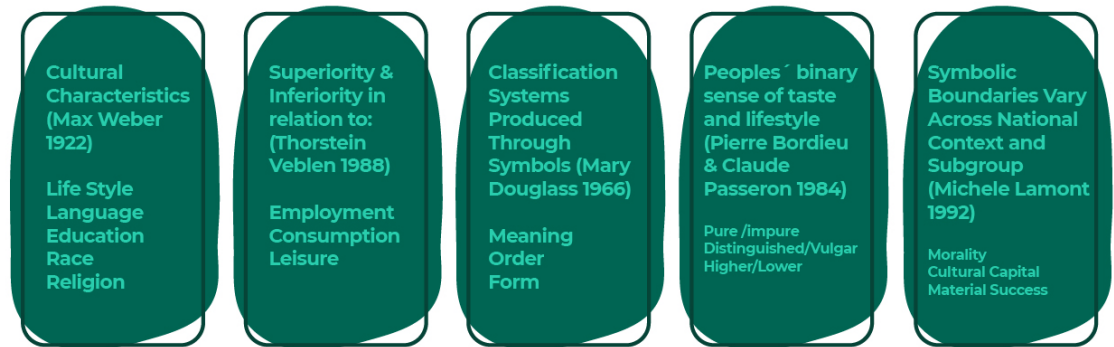 Cultural
Characteristics
(Max Weber
1922)
Life Style
Language
Education
Race
Religion
Superiority &
Inferiority in
relation to:
(Thorstein
Veblen 1988)
Employment
Consumption
Leisure
Classification
Systems
Produced
Through
Symbols (Mary
Douglass 1966)
Meaning
Order
Form
Peoples´ binary
sense of taste
and lifestyle
(Pierre Bordieu
& Claude
Passeron 1984)
Pure /impure
Distinguished/Vulgar
Higher/Lower
Symbolic
Boundaries Vary
Across National
Context and
Subgroup
(Michele Lamont
1992)
Morality
Cultural Capital
Material Success